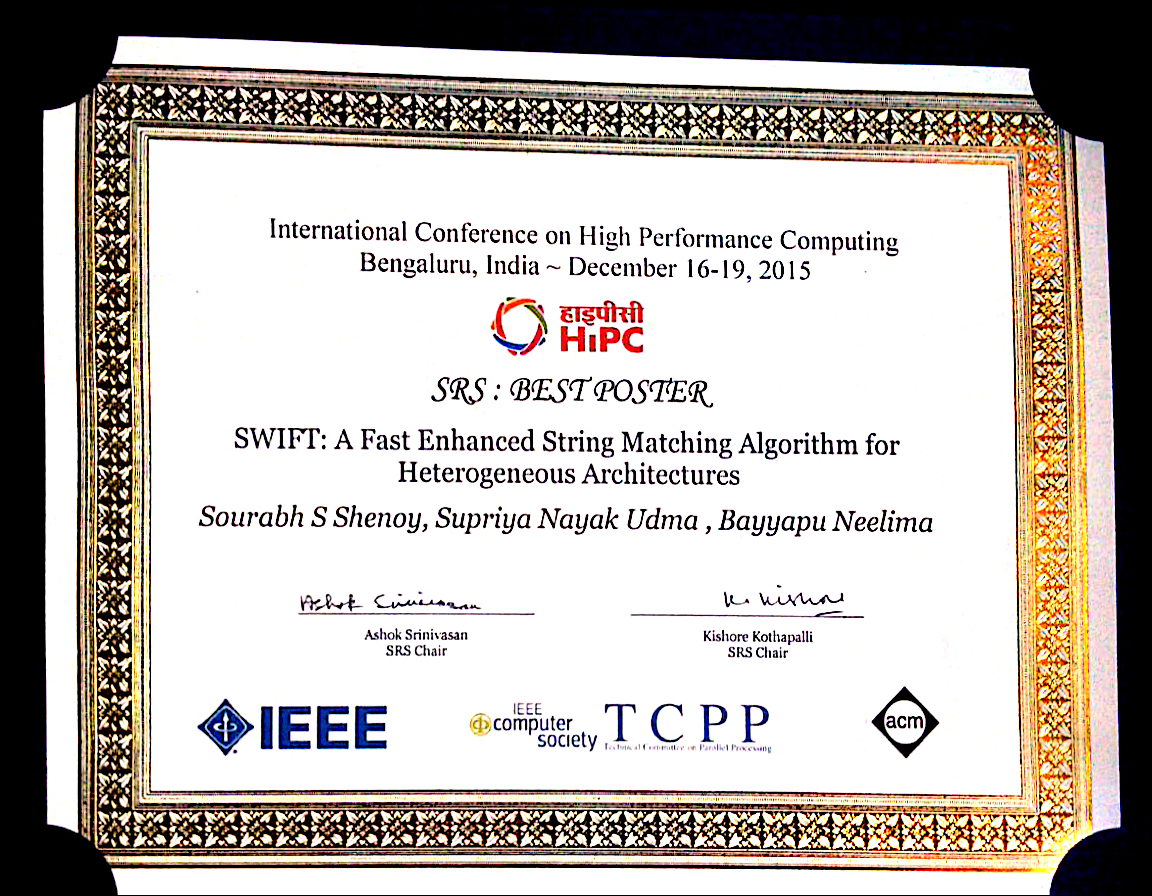 International Conference on High Performance Computing
Bengaluru, India ~ December 16-19, 2015
हाइपीसी
HiPC
SRS : BEST POSTER
SWIFT: A Fast Enhanced String Matching Algorithm for
Heterogeneous Architectures
Sourabh S Shenoy, Supriya Nayak Udma , Bayyapu Neelima
Ashok Srinivasan
K. Kishore
Ashok Srinivasan
SRS Chair
Kishore Kothapalli
SRS Chair
IEEE
IEEE
computer
society
TCPP
Technical Committee on Parallel Processing
acm